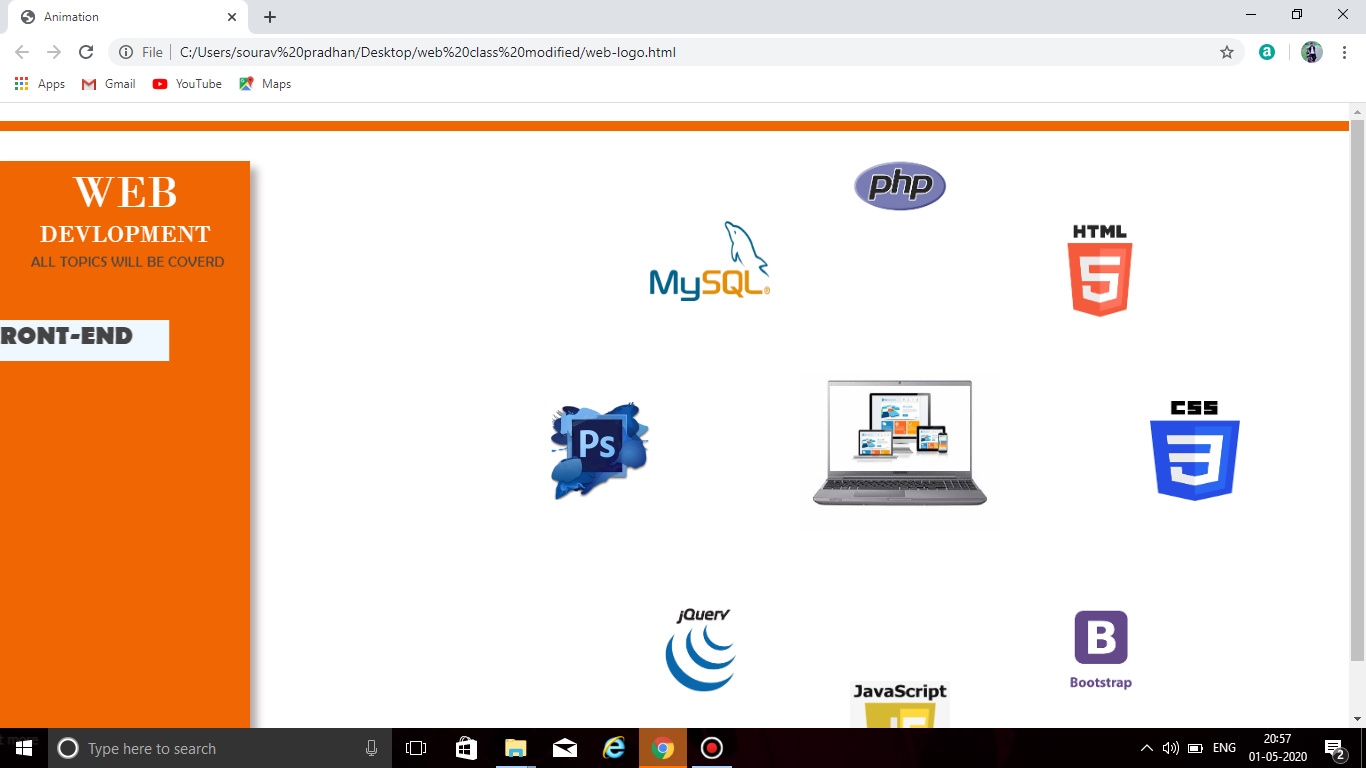 Animation
File
C:/Users/sourav%20pradhan/Desktop/web%20class%20modified/web-logo.html
Apps Gmail YouTube Maps
WEB
DEVLOPMENT
ALL TOPICS WILL BE COVERD
RONT-END
php
MySQL®
HTML
5
Ps
CSS
3
jQuery
B
Bootstrap
JavaScript
Type here to search
ENG
20:57
01-05-2020
2